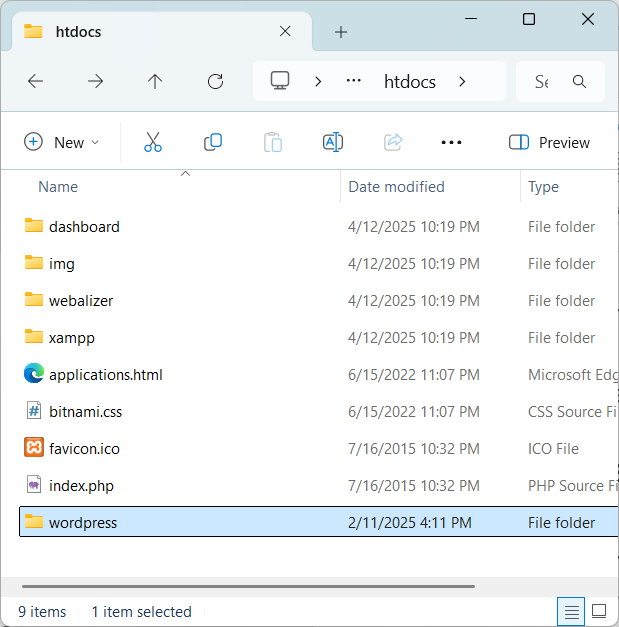 htdocs
htdocs
Se
New
Preview
Name Date modified Type
dashboard 4/12/2025 10:19 PM File folder
img 4/12/2025 10:19 PM File folder
webalizer 4/12/2025 10:19 PM File folder
xampp 4/12/2025 10:19 PM File folder
applications.html 6/15/2022 11:07 PM Microsoft Edg
bitnami.css 6/15/2022 11:07 PM CSS Source Fi
favicon.ico 7/16/2015 10:32 PM ICO File
index.php 7/16/2015 10:32 PM PHP Source Fi
wordpress 2/11/2025 4:11 PM File folder
9 items 1 item selected